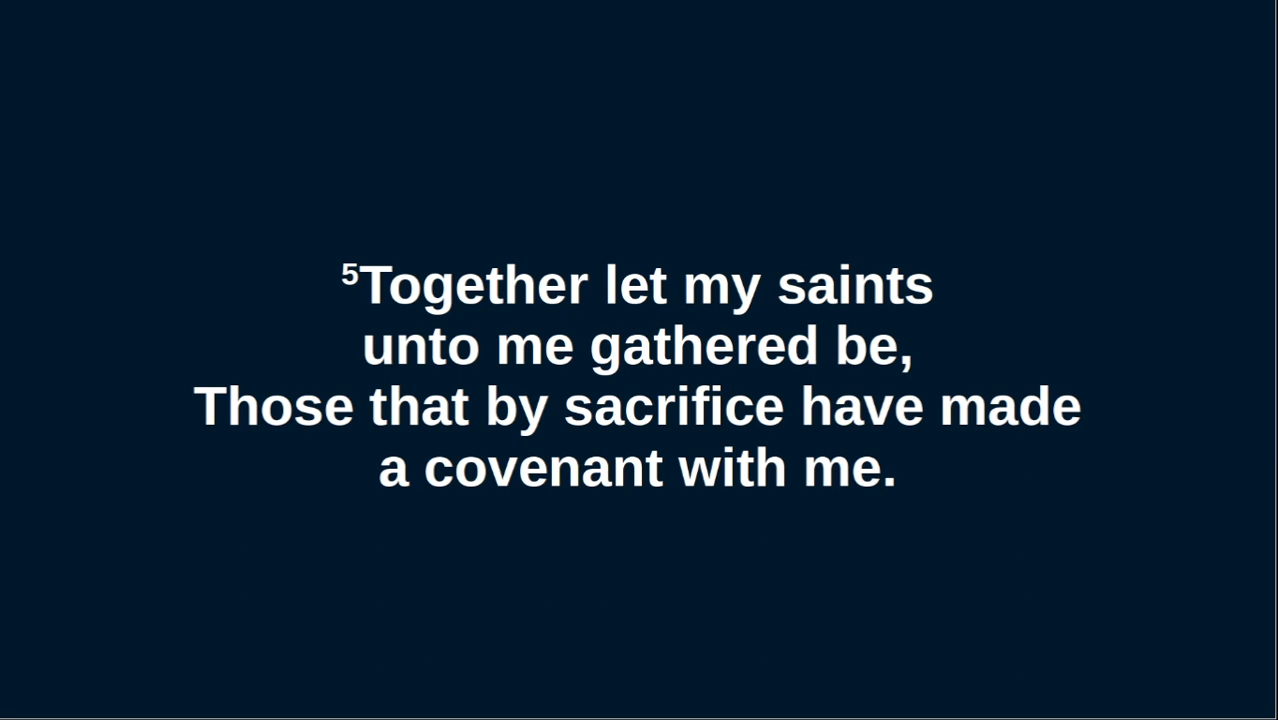 ⁵Together let my saints
unto me gathered be,
Those that by sacrifice have made
a covenant with me.